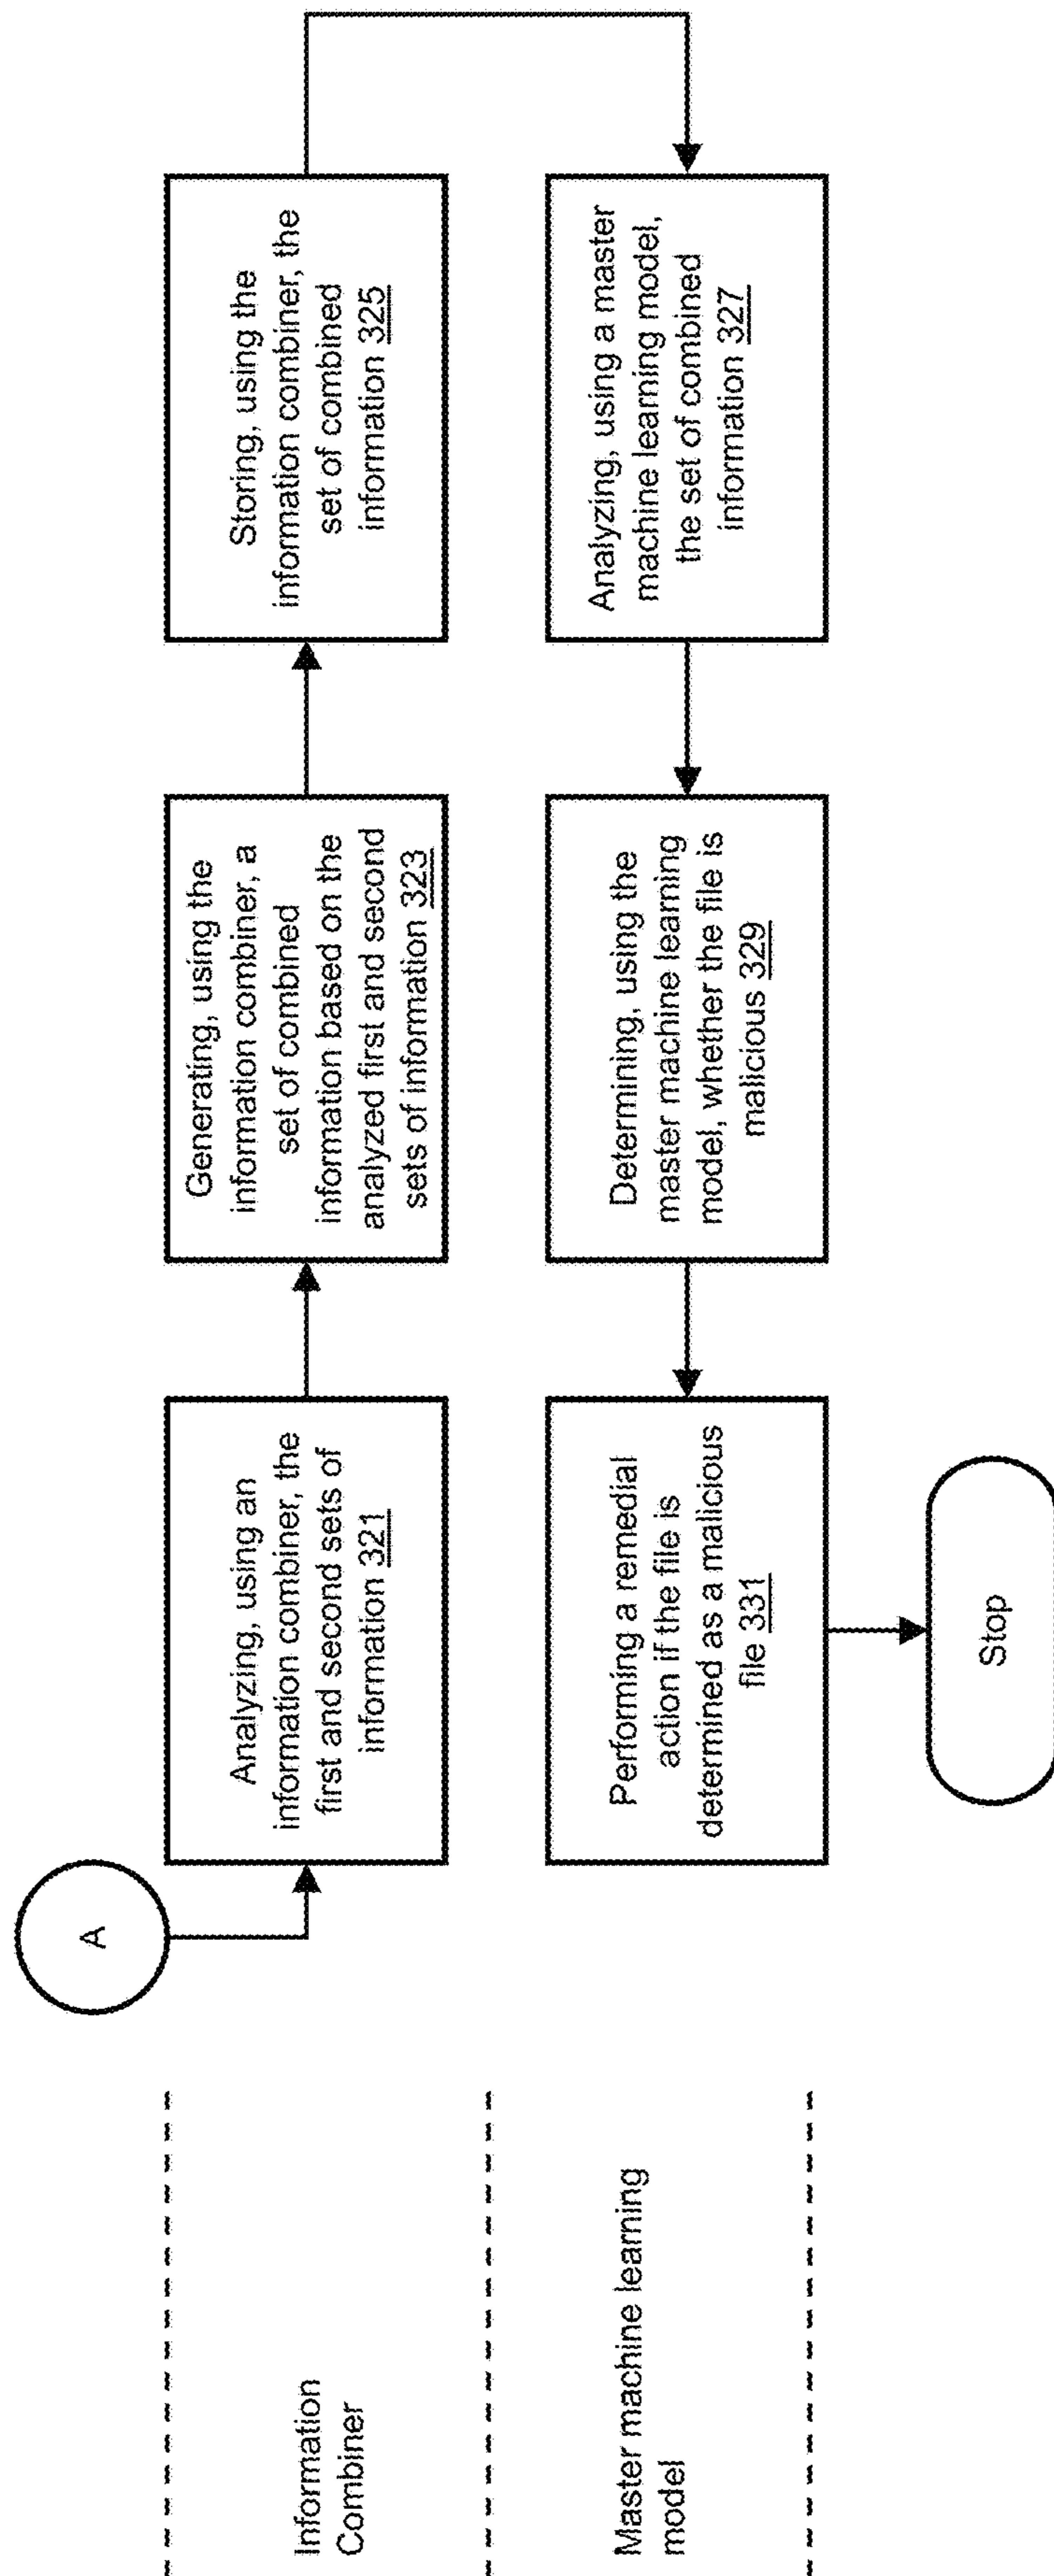 A
Information
Combiner
Analyzing, using an
information combiner, the
first and second sets of
information 321
Generating, using the
information combiner, a
set of combined
information based on the
analyzed first and second
sets of information 323
Storing, using the
information combiner, the
set of combined
information 325
Master machine learning
model
Performing a remedial
action if the file is
determined as a malicious
file 331
Determining, using the
master machine learning
model, whether the file is
malicious 329
Analyzing, using a master
machine learning model,
the set of combined
information 327
Stop